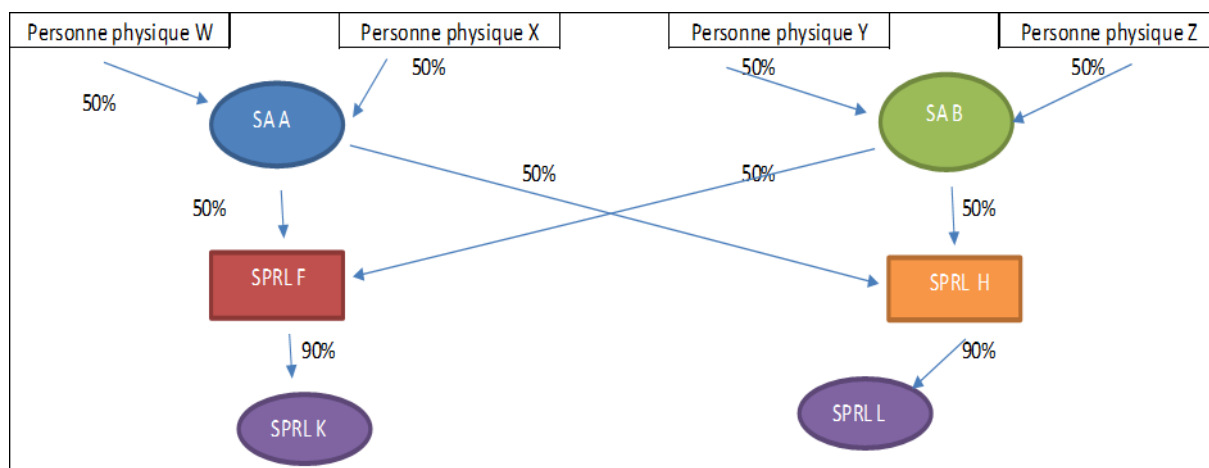 Personne physique W
Personne physique X
Personne physique Y
Personne physique Z
50%
50%
50%
50%
SA A
SA B
50%
50%
50%
50%
SPRL F
SPRL H
90%
90%
SPRL K
SPRL L